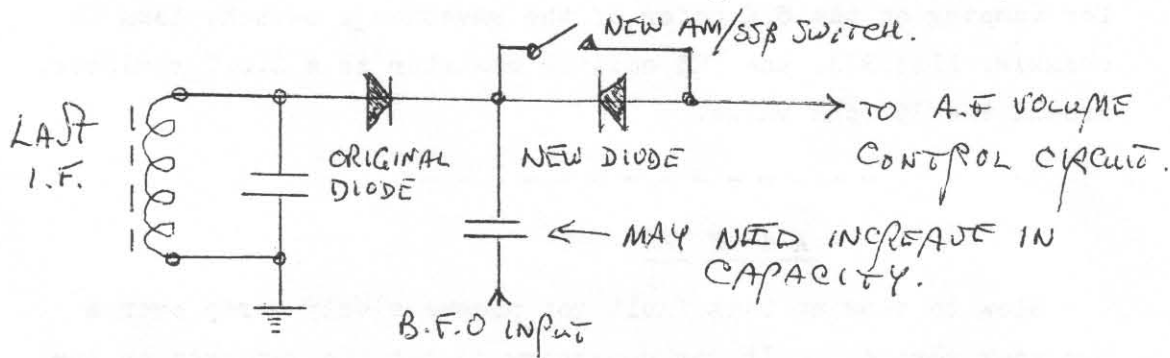 NEW AM/SSB SWITCH.
LAST
I.F.
ORIGINAL
DIODE
NEW DIODE
TO A.F VOLUME
CONTROL CIRCUIT.
MAY NEED INCREASE IN
CAPACITY.
B.F.O INPUT